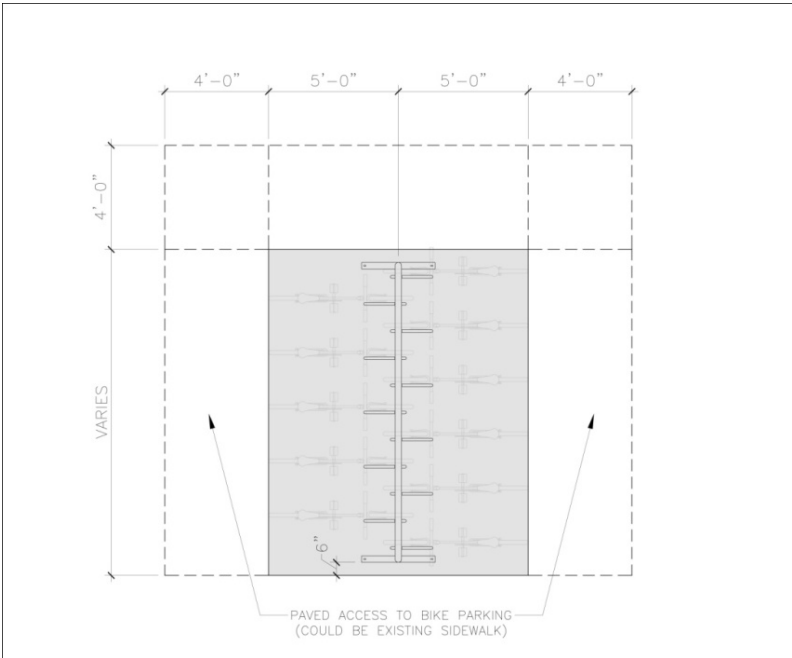 4'-0"
5'-0"
5'-0"
4'-0"
4'-0"
VARIES
6"
PAVED ACCESS TO BIKE PARKING
(COULD BE EXISTING SIDEWALK)